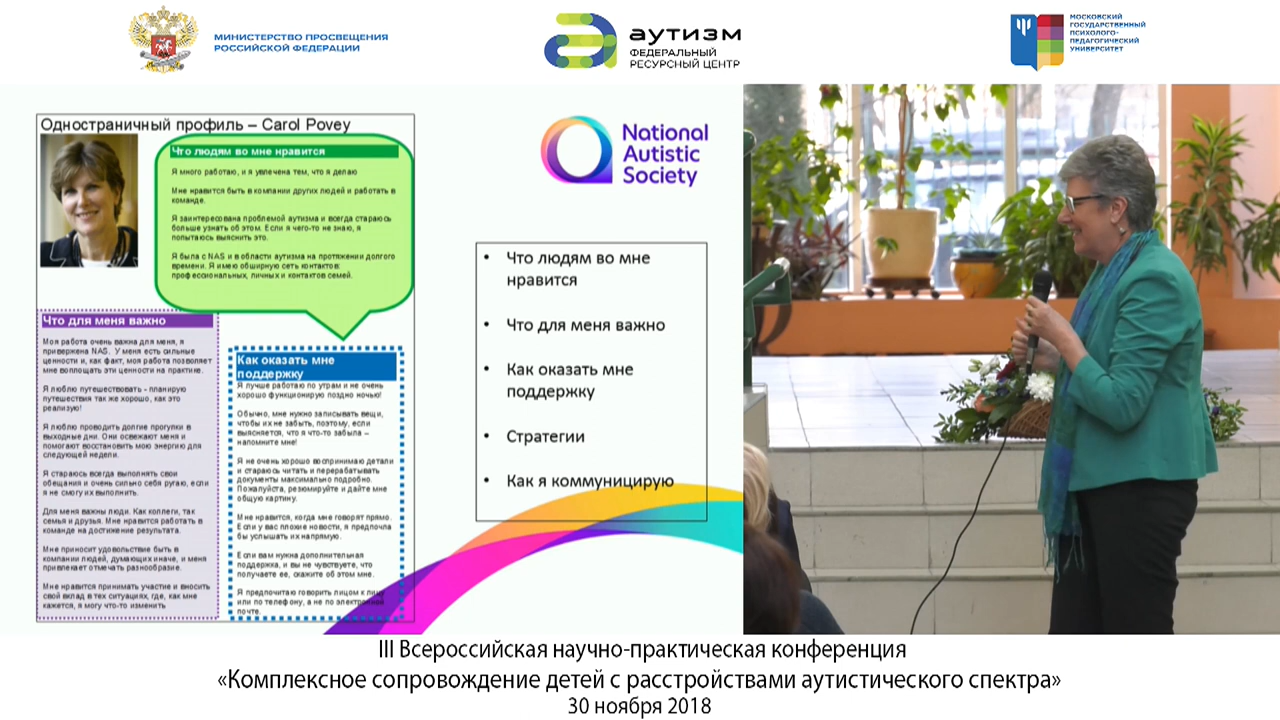 МИНИСТЕРСТВО ПРОСВЕЩЕНИЯ
РОССИЙСКОЙ ФЕДЕРАЦИИ
аутизм
ФЕДЕРАЛЬНЫЙ
РЕСУРСНЫЙ ЦЕНТР
МОСКОВСКИЙ
ГОСУДАРСТВЕННЫЙ
ПСИХОЛОГО-
ПЕДАГОГИЧЕСКИЙ
УНИВЕРСИТЕТ
Одностраничный профиль – Carol Povey
Что людям во мне нравится
Я много работаю, и я увлечена тем, что я делаю
Мне нравится быть в компании других людей и работать в
команде.
Я заинтересована проблемой аутизма и всегда стараюсь
больше узнать об этом. Если я чего-то не знаю, я
попытаюсь выяснить это.
Я была с NAS и в области аутизма на протяжении долгого
времени. Я имею обширную сеть контактов:
профессиональных, личных и контактов семей.
Что для меня важно
Моя работа очень важна для меня, я
привержена NAS. У меня есть сильные
ценности и, как факт, моя работа позволяет
мне воплощать эти ценности на практике.
Я люблю путешествовать - планирую
путешествия так же хорошо, как это
реализую!
Я люблю проводить долгие прогулки в
выходные дни. Они освежают меня и
помогают восстановить мою энергию для
следующей недели.
Я стараюсь всегда выполнять свои
обещания и очень сильно себя ругаю, если
я не смогу их выполнить.
Для меня важны люди. Как коллеги, так
семья и друзья. Мне нравится работать в
команде на достижение результата.
Мне приносит удовольствие быть в
компании людей, думающих иначе, и меня
привлекает отмечать разнообразие.
Мне нравится принимать участие и вносить
свой вклад в тех ситуациях, где, как мне
кажется, я могу что-то изменить
Как оказать мне
поддержку
Я лучше работаю по утрам и не очень
хорошо функционирую поздно ночью!
Обычно, мне нужно записывать вещи,
чтобы их не забыть, поэтому, если
выясняется, что я что-то забыла –
напомните мне!
Я не очень хорошо воспринимаю детали
и стараюсь читать и перерабатывать
документы максимально подробно.
Пожалуйста, резюмируйте и дайте мне
общую картину.
Мне нравится, когда мне говорят прямо.
Если у вас плохие новости, я предпочла
бы услышать их напрямую.
Если вам нужна дополнительная
поддержка, и вы не чувствуете, что
получаете ее, скажите об этом мне.
Я предпочитаю говорить лицом к лицу
или по телефону, а не по электронной
почте.
National
Autistic
Society
• Что людям во мне
нравится
• Что для меня важно
• Как оказать мне
поддержку
• Стратегии
• Как я коммуницирую
III Всероссийская научно-практическая конференция
«Комплексное сопровождение детей с расстройствами аутистического спектра»
30 ноября 2018